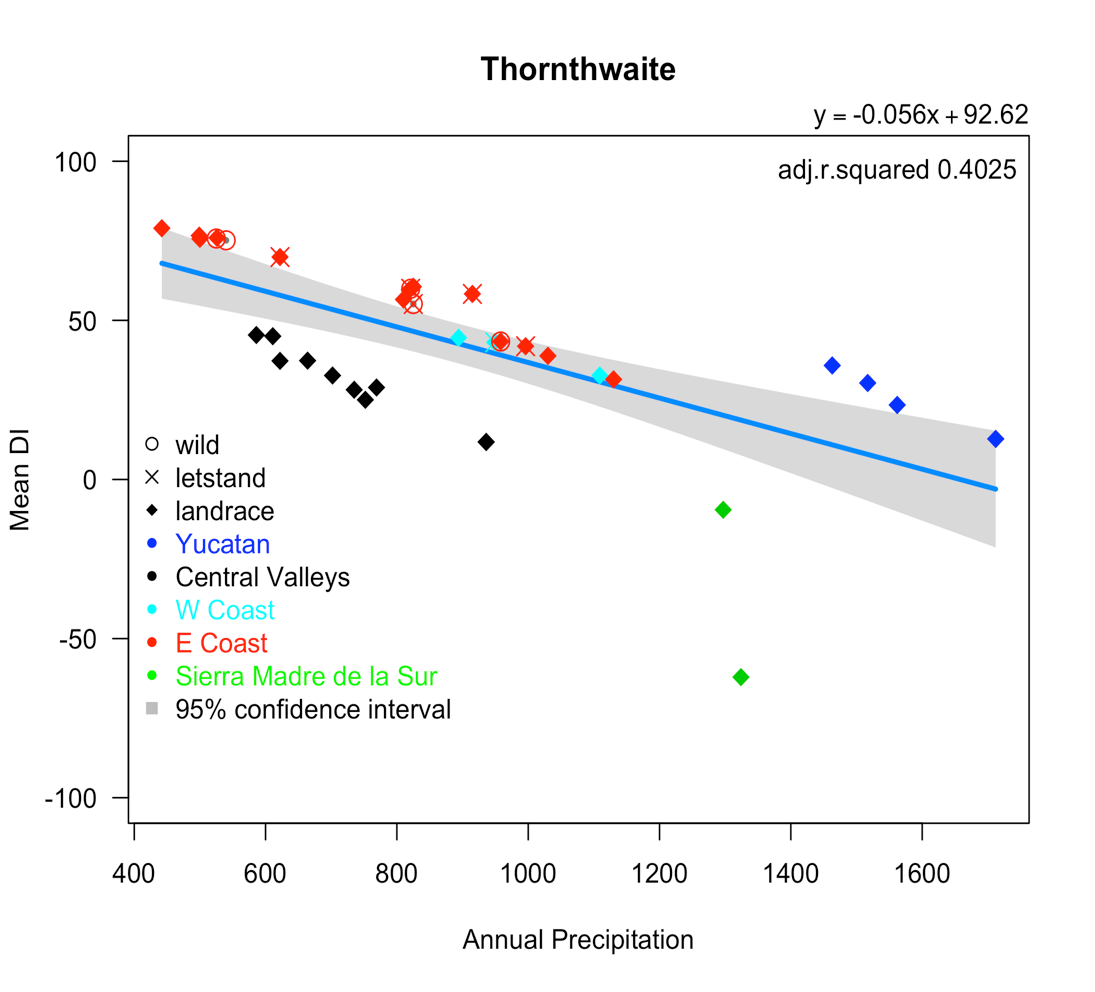 Thornthwaite
y = -0.056x + 92.62
adj.r.squared 0.4025
100
50
0
-50
-100
Mean DI
wild
letstand
landrace
Yucatan
Central Valleys
W Coast
E Coast
Sierra Madre de la Sur
95% confidence interval
400 600 800 1000 1200 1400 1600
Annual Precipitation